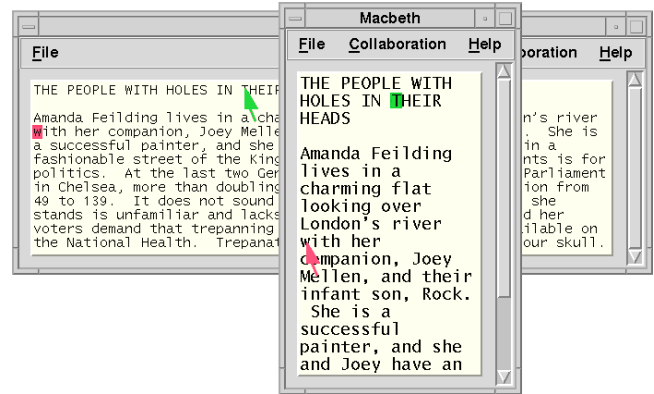 File
boration Help
THE PEOPLE WITH HOLES IN THEIR
Amanda Feilding lives in a cha
n's river
with her companion, Joey Melle
. She is
a successful painter, and she
in a
fashionable street of the King
nts is for
politics. At the last two Gen
Parliament
in Chelsea, more than doubling
ion from
49 to 139. It does not sound
she
stands is unfamiliar and lacks
d her
voters demand that trepanning
ilable on
the National Health. Trepanat
our skull.
Macbeth
File Collaboration Help
THE PEOPLE WITH
HOLES IN THEIR
HEADS
Amanda Feilding
lives in a
charming flat
looking over
London's river
with her
companion, Joey
Mellen, and their
infant son, Rock.
She is a
successful
painter, and she
and Joey have an